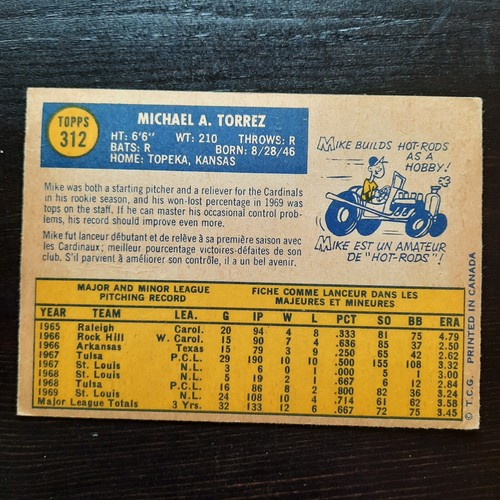 TOPPS
312
MICHAEL A. TORREZ
HT: 6'6" WT: 210 THROWS: R
BATS: R BORN: 8/28/46
HOME: TOPEKA, KANSAS
Mike was both a starting pitcher and a reliever for the Cardinals
in his rookie season, and his won-lost percentage in 1969 was
tops on the staff. If he can master his occasional control prob-
lems, his record should improve even more.
Mike fut lanceur débutant et de relève à sa première saison avec
les Cardinaux; meilleur pourcentage victoires-défaites de son
club. S'il parvient à améliorer son contrôle, il a un bel avenir.
MIKE BUILDS HOT-RODS
AS A
HOBBY!
MIKE EST UN AMATEUR
DE "HOT-RODS"!
MAJOR AND MINOR LEAGUE
PITCHING RECORD
FICHE COMME LANCEUR DANS LES
MAJEURES ET MINEURES
YEAR TEAM LEA. G IP W L PCT SO BB ERA
1965 Raleigh Carol. 20 94 4 8 .333 81 75 4.79
1966 Rock Hill W. Carol. 15 90 7 4 .636 85 37 2.50
1966 Arkansas Texas 15 79 3 9 .250 65 42 2.62
1967 Tulsa P.C.L. 29 190 10 10 .500 155 108 3.32
1967 St. Louis N.L. 3 6 0 1 .000 5 1 3.00
1968 St. Louis N.L. 5 19 2 1 .667 6 12 2.84
1968 Tulsa P.C.L. 16 86 8 2 .800 82 36 3.24
1969 St. Louis N.L. 24 108 10 4 .714 61 62 3.58
Major League Totals 3 Yrs. 32 133 12 6 .667 72 75 3.45
© T.C.G. PRINTED IN CANADA